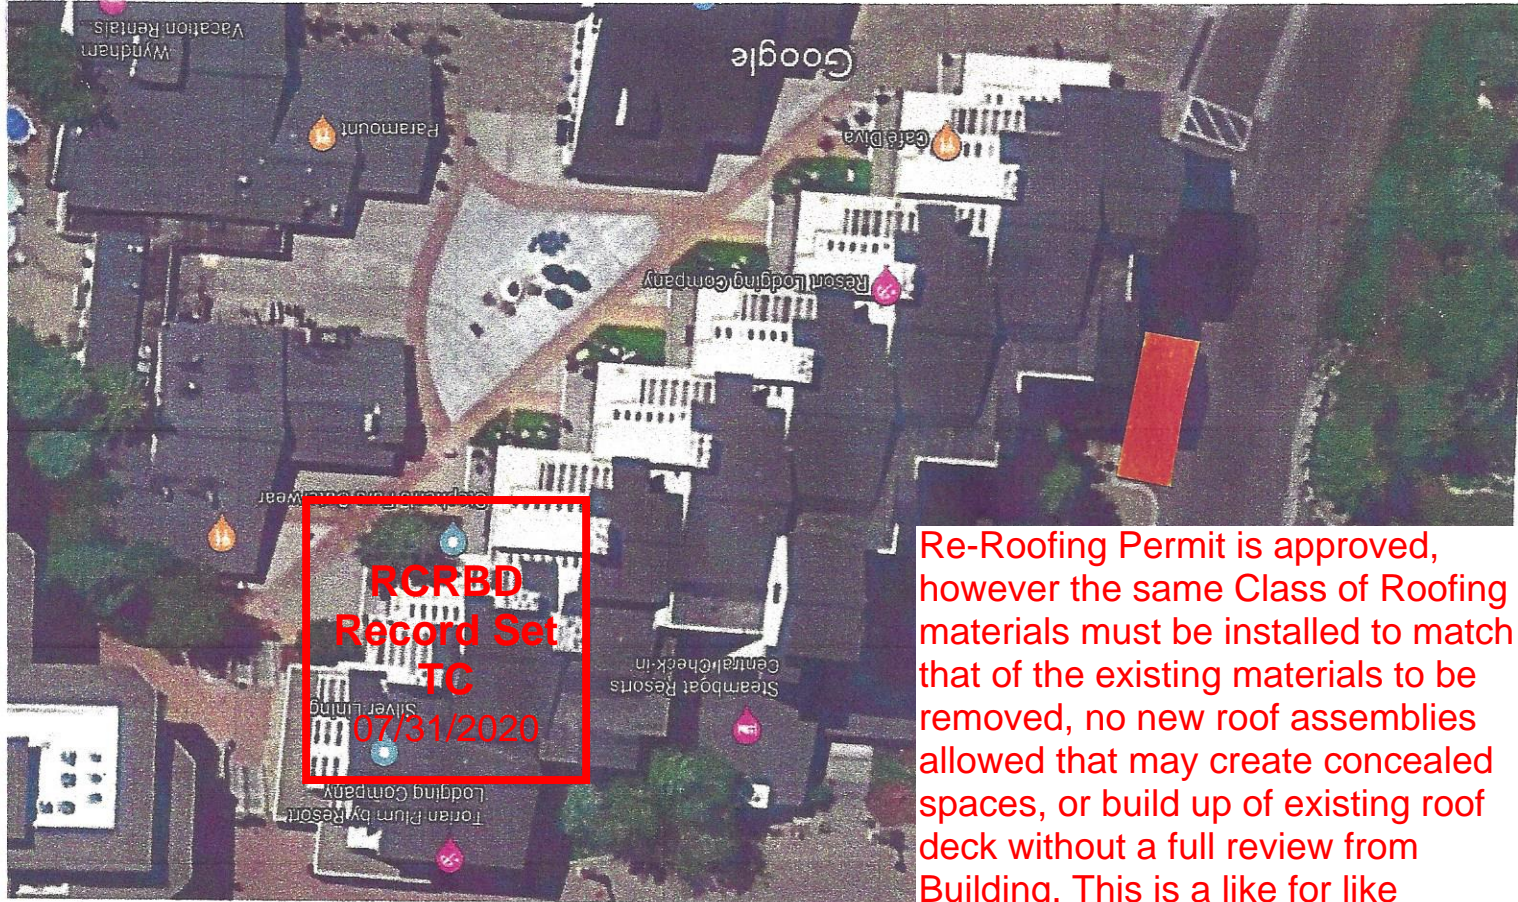 Wyndham
Vacation Rentals
Google
Paramount
Café Diva
Resort Lodging Company
RCRBD
Record Set
TC
07/31/2020
Silver Lining
Steamboat Resorts
Central Check-in
Torian Plum by Resort
Lodging Company
Re-Roofing Permit is approved,
however the same Class of Roofing
materials must be installed to match
that of the existing materials to be
removed, no new roof assemblies
allowed that may create concealed
spaces, or build up of existing roof
deck without a full review from
Building. This is a like for like